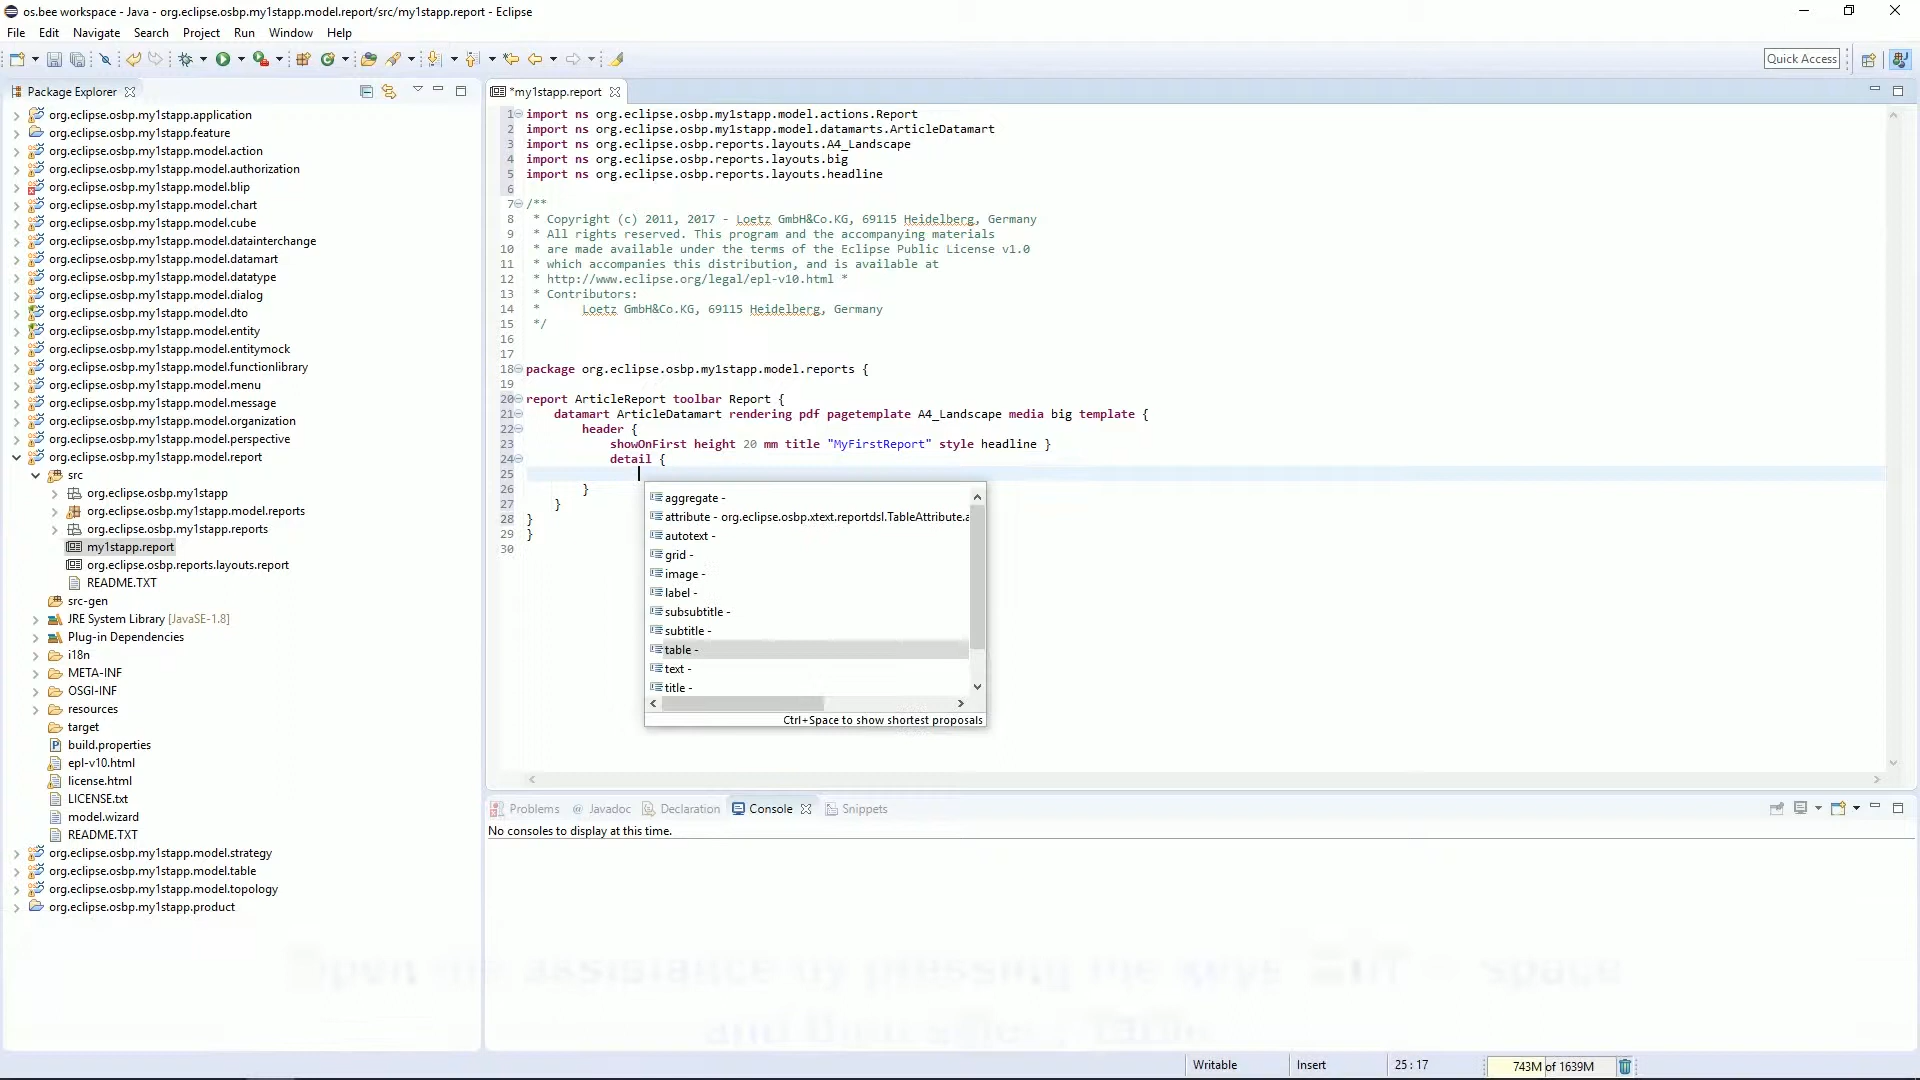 os.bee workspace - Java - org.eclipse.osbp.my1stapp.model.report/src/my1stapp.report - Eclipse
File Edit Navigate Search Project Run Window Help
Quick Access
Package Explorer
org.eclipse.osbp.my1stapp.application
org.eclipse.osbp.my1stapp.feature
org.eclipse.osbp.my1stapp.model.action
org.eclipse.osbp.my1stapp.model.authorization
org.eclipse.osbp.my1stapp.model.blip
org.eclipse.osbp.my1stapp.model.chart
org.eclipse.osbp.my1stapp.model.cube
org.eclipse.osbp.my1stapp.model.datainterchange
org.eclipse.osbp.my1stapp.model.datamart
org.eclipse.osbp.my1stapp.model.datatype
org.eclipse.osbp.my1stapp.model.dialog
org.eclipse.osbp.my1stapp.model.dto
org.eclipse.osbp.my1stapp.model.entity
org.eclipse.osbp.my1stapp.model.entitymock
org.eclipse.osbp.my1stapp.model.functionlibrary
org.eclipse.osbp.my1stapp.model.menu
org.eclipse.osbp.my1stapp.model.message
org.eclipse.osbp.my1stapp.model.organization
org.eclipse.osbp.my1stapp.model.perspective
org.eclipse.osbp.my1stapp.model.report
src
org.eclipse.osbp.my1stapp
org.eclipse.osbp.my1stapp.model.reports
org.eclipse.osbp.my1stapp.reports
my1stapp.report
org.eclipse.osbp.reports.layouts.report
README.TXT
src-gen
JRE System Library [JavaSE-1.8]
Plug-in Dependencies
i18n
META-INF
OSGI-INF
resources
target
build.properties
epl-v10.html
license.html
LICENSE.txt
model.wizard
README.TXT
org.eclipse.osbp.my1stapp.model.strategy
org.eclipse.osbp.my1stapp.model.table
org.eclipse.osbp.my1stapp.model.topology
org.eclipse.osbp.my1stapp.product
*my1stapp.report
1 import ns org.eclipse.osbp.my1stapp.model.actions.Report
2 import ns org.eclipse.osbp.my1stapp.model.datamarts.ArticleDatamart
3 import ns org.eclipse.osbp.reports.layouts.A4_Landscape
4 import ns org.eclipse.osbp.reports.layouts.big
5 import ns org.eclipse.osbp.reports.layouts.headline
6
7 /**
8 * Copyright (c) 2011, 2017 - Loetz GmbH&Co.KG, 69115 Heidelberg, Germany
9 * All rights reserved. This program and the accompanying materials
10 * are made available under the terms of the Eclipse Public License v1.0
11 * which accompanies this distribution, and is available at
12 * http://www.eclipse.org/legal/epl-v10.html *
13 * Contributors:
14 * Loetz GmbH&Co.KG, 69115 Heidelberg, Germany
15 */
16
17
18 package org.eclipse.osbp.my1stapp.model.reports {
19
20 report ArticleReport toolbar Report {
21 datamart ArticleDatamart rendering pdf pagetemplate A4_Landscape media big template {
22 header {
23 showOnFirst height 20 mm title "MyFirstReport" style headline }
24 detail {
25
26 }
27 }
28 }
29 }
30
aggregate -
attribute - org.eclipse.osbp.xtext.reportdsl.TableAttribute.a
autotext -
grid -
image -
label -
subsubtitle -
subtitle -
table -
text -
title -
Ctrl+Space to show shortest proposals
Problems @ Javadoc Declaration Console Snippets
No consoles to display at this time.
Writable Insert 25 : 17 743M of 1639M